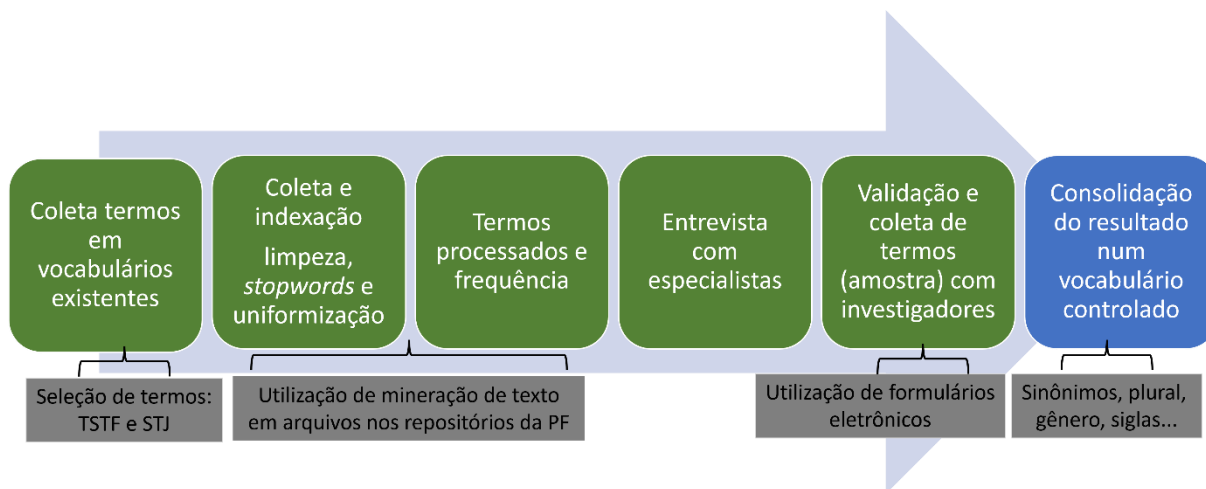 Coleta termos
em
vocabulários
existentes
Coleta e
indexação
limpeza,
stopwords e
uniformização
Termos
processados e
frequência
Entrevista
com
especialistas
Validação e
coleta de
termos
(amostra) com
investigadores
Consolidação
do resultado
num
vocabulário
controlado
Seleção de termos:
TSTF e STJ
Utilização de mineração de texto
em arquivos nos repositórios da PF
Utilização de formulários
eletrônicos
Sinônimos, plural,
gênero, siglas...